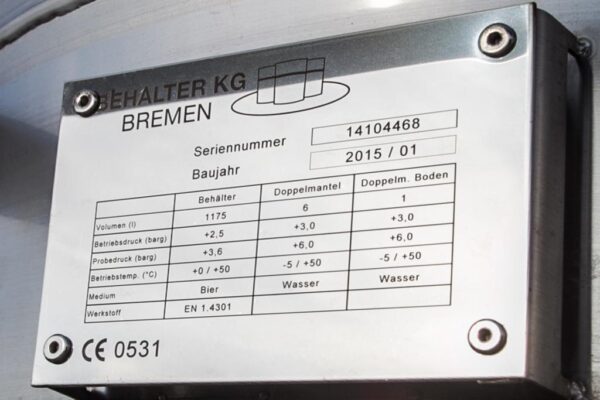 BEHÄLTER KG
BREMEN
Seriennummer 14104468
Baujahr 2015 / 01
Behälter Doppelmantel Doppelm. Boden
Volumen (l) 1175 6 1
Betriebsdruck (barg) +2,5 +3,0 +3,0
Probedruck (barg) +3,6 +6,0 +6,0
Betriebstemp. (°C) +0 / +50 -5 / +50 -5 / +50
Medium Bier Wasser Wasser
Werkstoff EN 1.4301
CE 0531